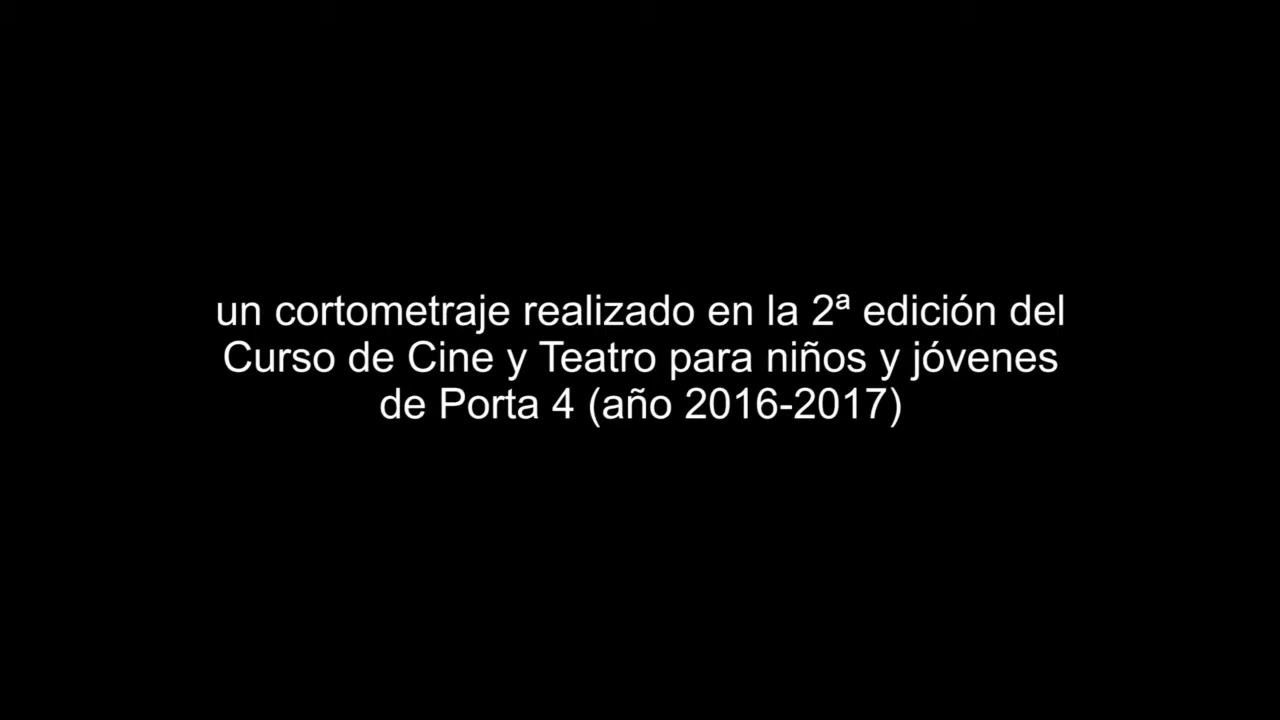 un cortometraje realizado en la 2ª edición del
Curso de Cine y Teatro para niños y jóvenes
de Porta 4 (año 2016-2017)